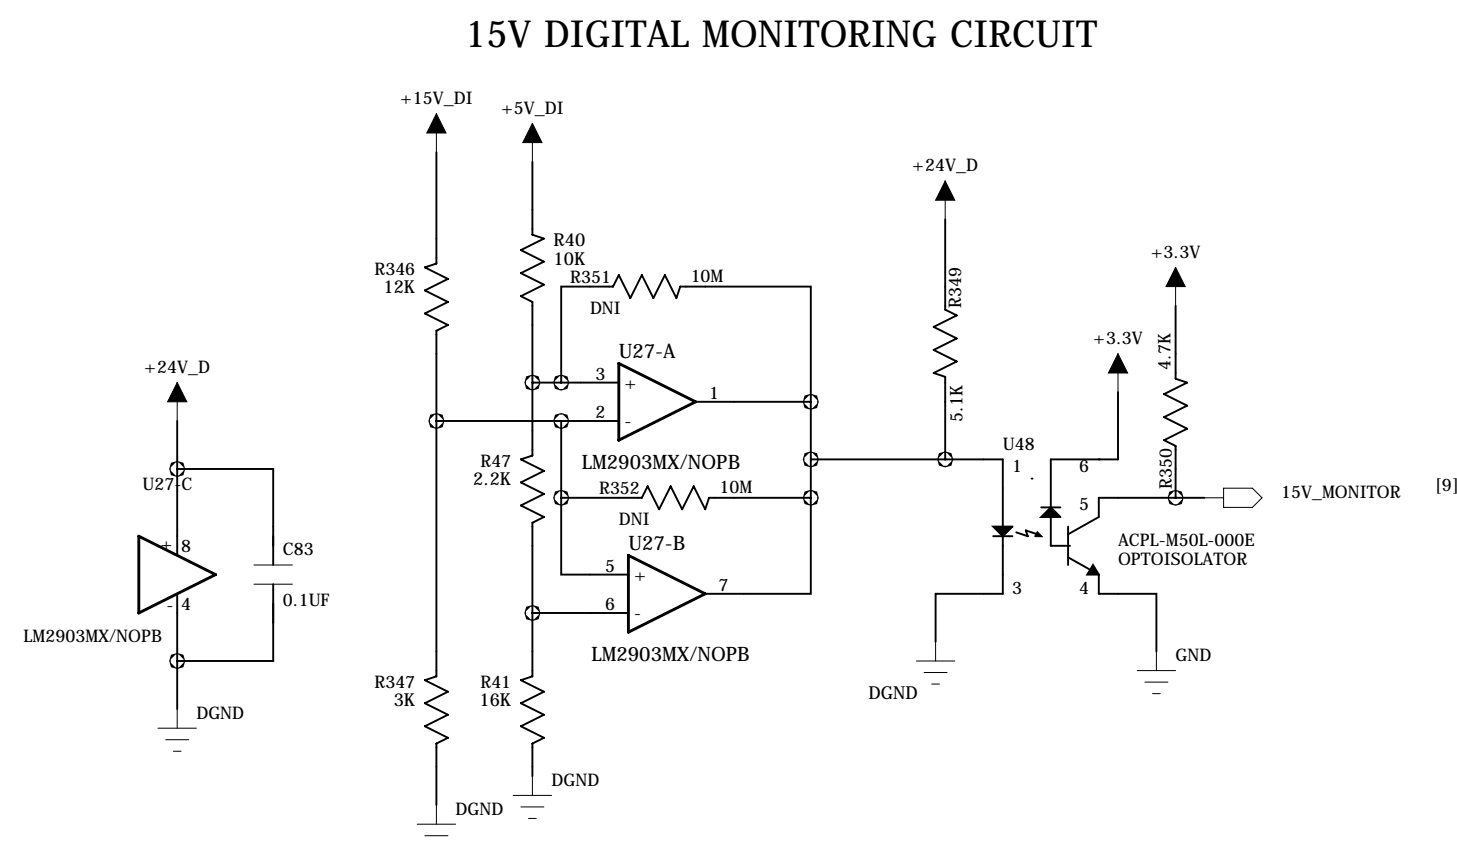 15V DIGITAL MONITORING CIRCUIT
+15V_DI
+5V_DI
+24V_D
+3.3V
R40
10K
R346
12K
R351
10M
DNI
R349
5.1K
+3.3V
4.7K
R350
+24V_D
U27-A
3
+
2
-
1
LM2903MX/NOPB
R47
2.2K
R352
10M
DNI
U27-B
5
+
6
-
7
LM2903MX/NOPB
U48
1
6
5
3
4
15V_MONITOR
[9]
ACPL-M50L-000E
OPTOISOLATOR
U27-C
+
8
-
4
C83
0.1UF
LM2903MX/NOPB
DGND
R347
3K
R41
16K
DGND
DGND
DGND
GND